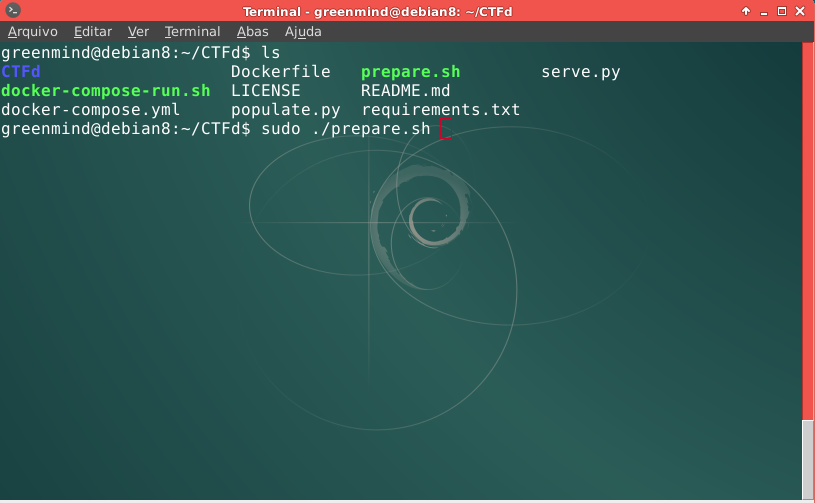 Terminal - greenmind@debian8: ~/CTFd
Arquivo Editar Ver Terminal Abas Ajuda
greenmind@debian8:~/CTFd$ ls
CTFd Dockerfile prepare.sh serve.py
docker-compose-run.sh LICENSE README.md
docker-compose.yml populate.py requirements.txt
greenmind@debian8:~/CTFd$ sudo ./prepare.sh